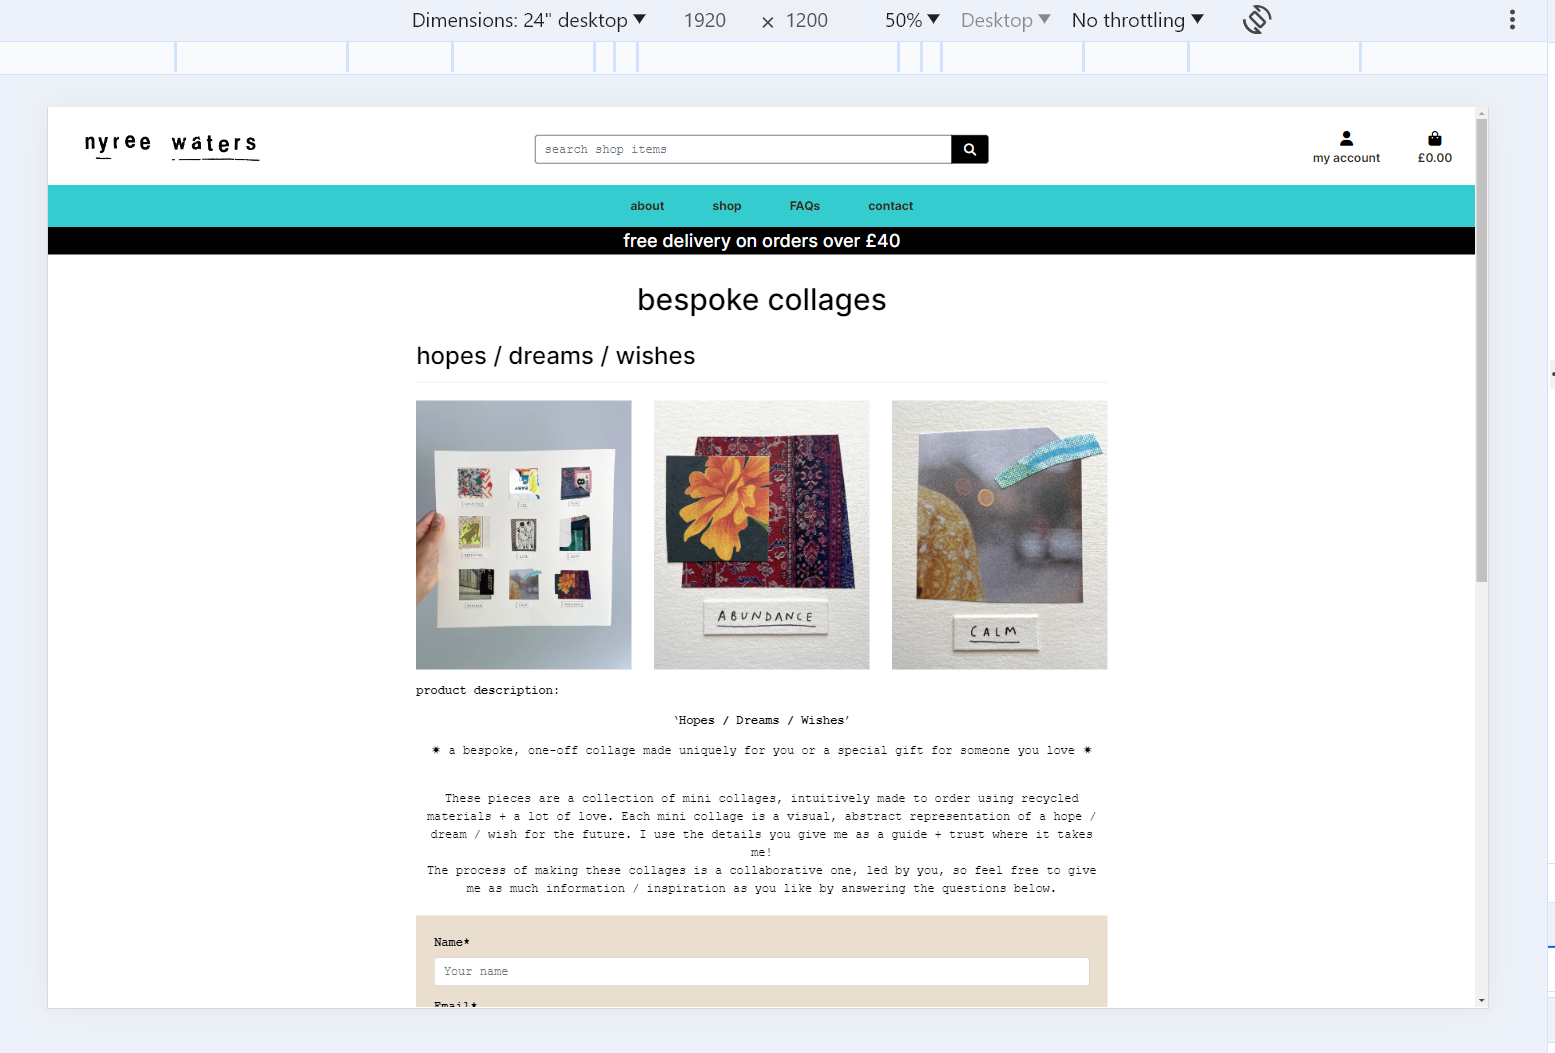 Dimensions: 24" desktop 1920 × 1200 50% Desktop No throttling
nyree waters
search shop items
my account £0.00
about shop FAQs contact
free delivery on orders over £40
bespoke collages
hopes / dreams / wishes
ABUNDANCE
CALM
product description:
‘Hopes / Dreams / Wishes’
✷ a bespoke, one-off collage made uniquely for you or a special gift for someone you love ✷
These pieces are a collection of mini collages, intuitively made to order using recycled
materials + a lot of love. Each mini collage is a visual, abstract representation of a hope /
dream / wish for the future. I use the details you give me as a guide + trust where it takes
me!
The process of making these collages is a collaborative one, led by you, so feel free to give
me as much information / inspiration as you like by answering the questions below.
Name*
Your name
Email*